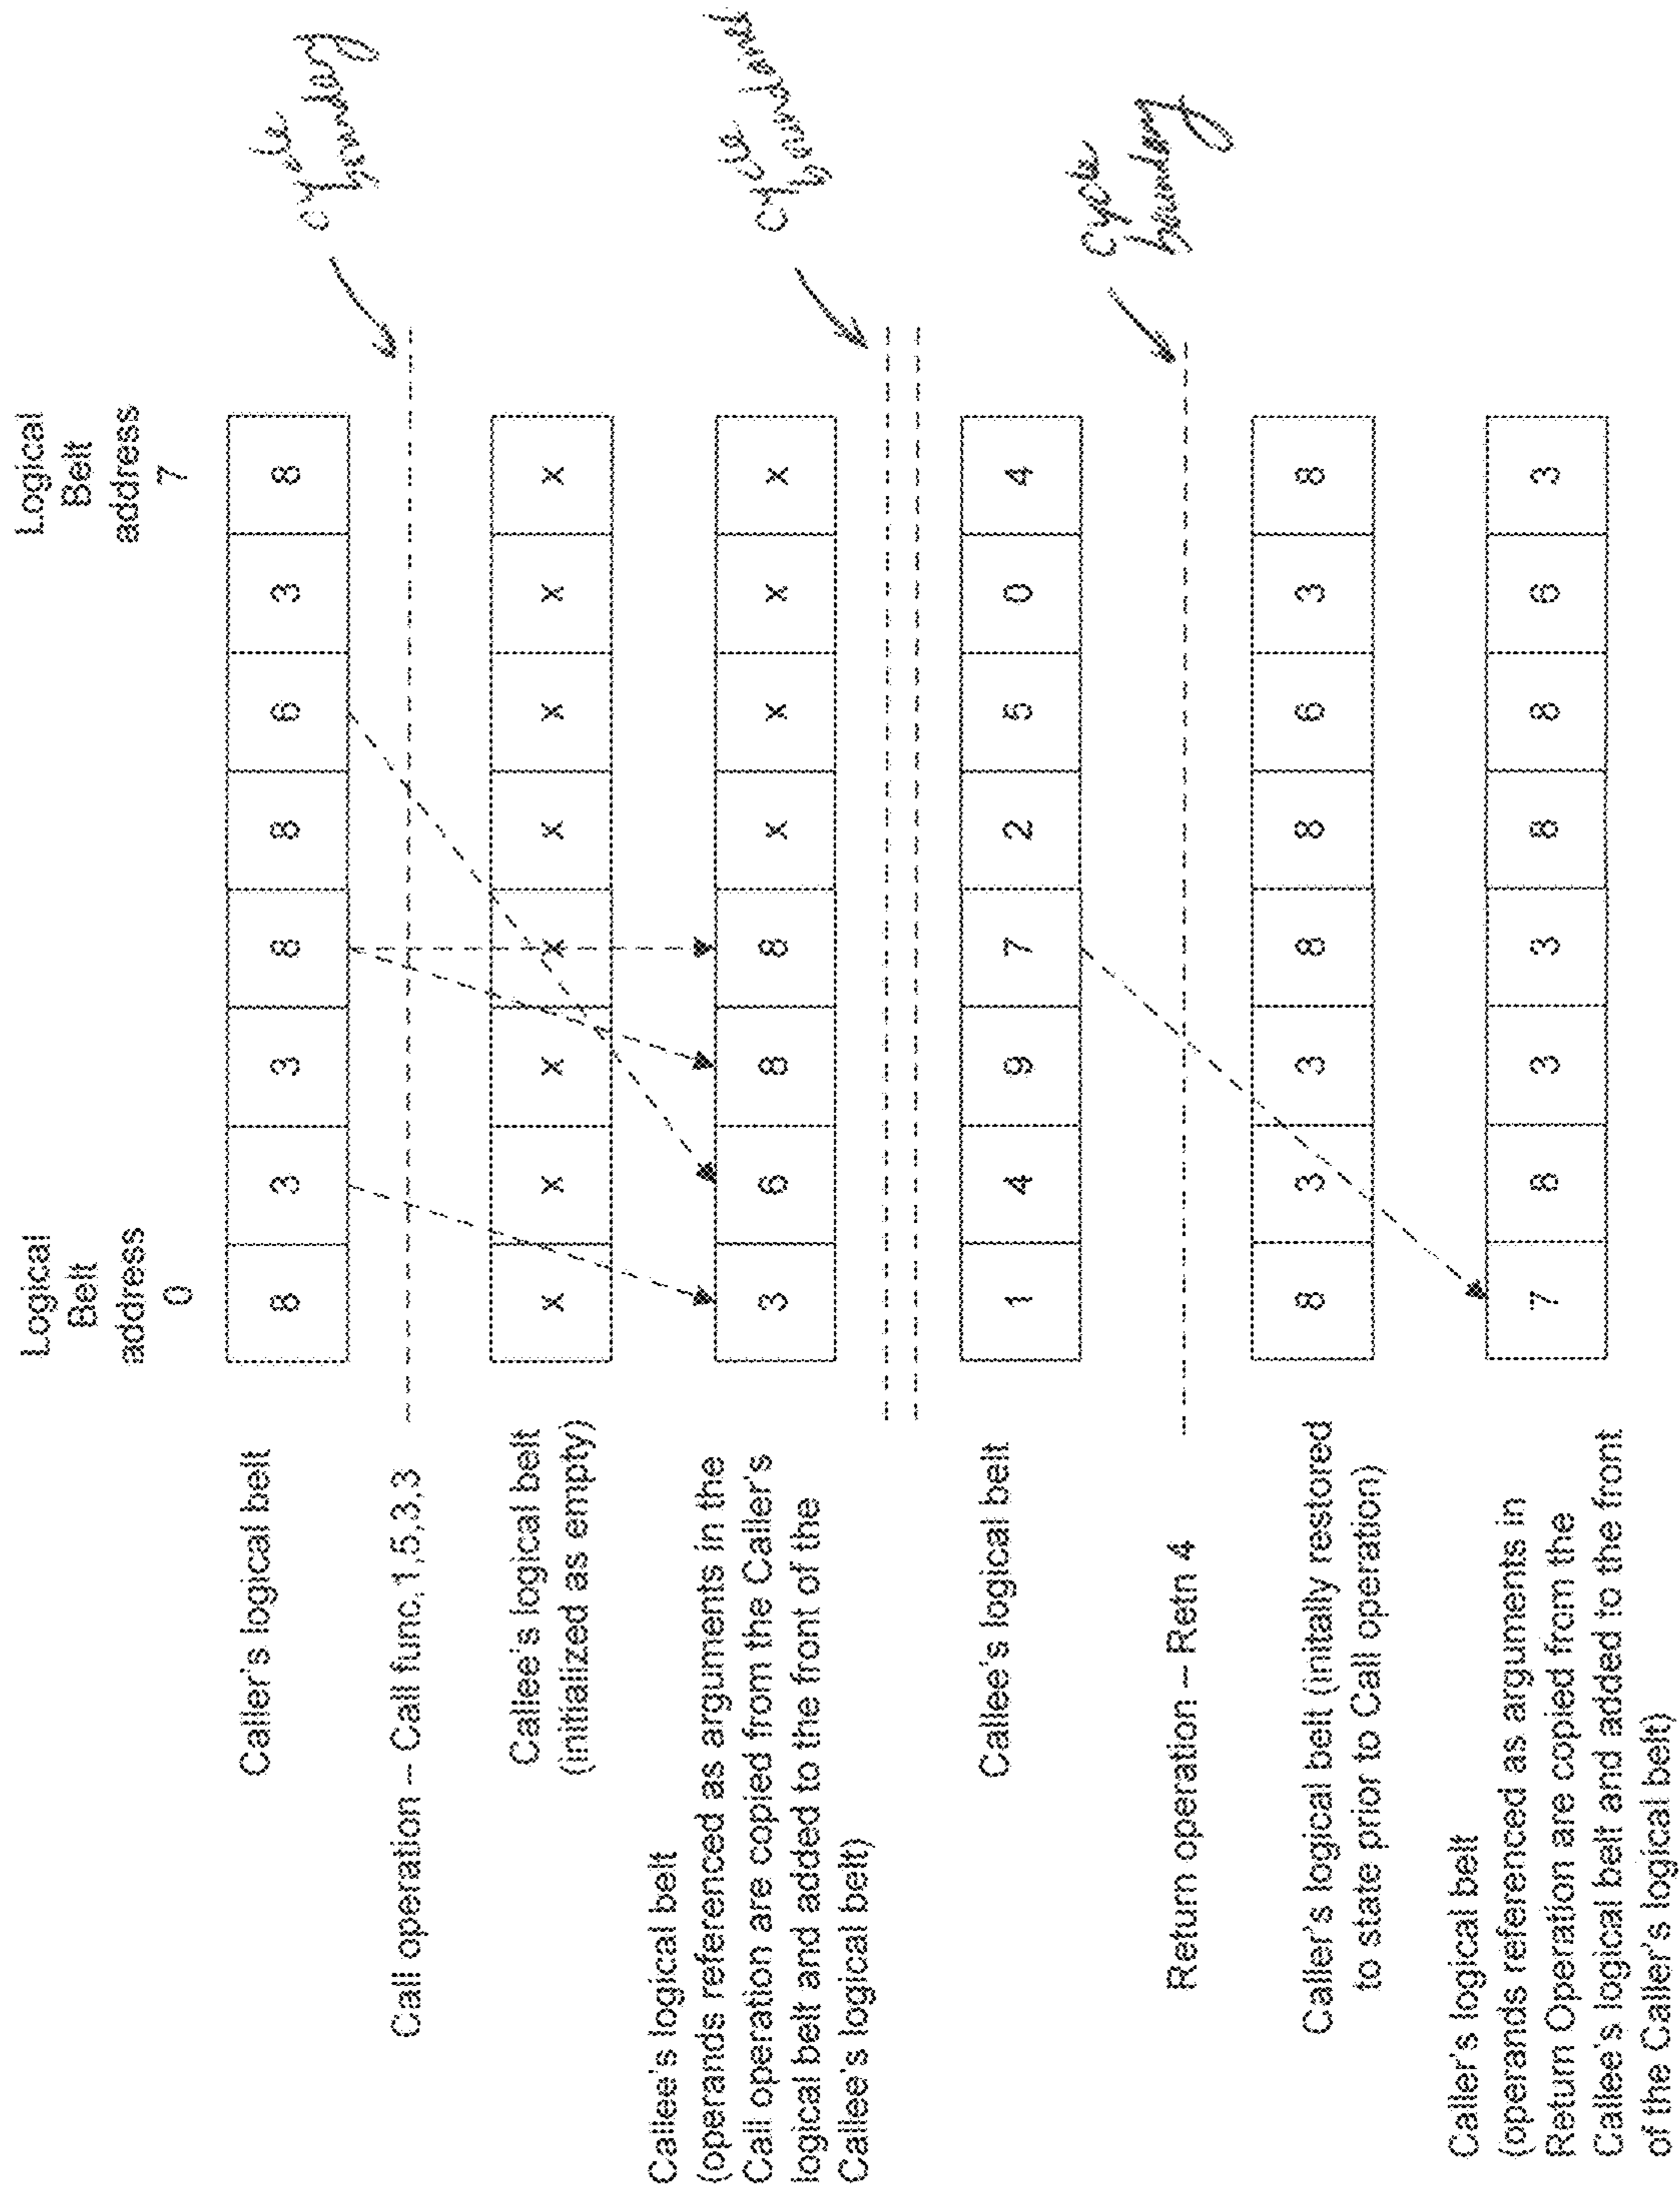 Logical Belt address 0
Logical Belt address 7
Caller's logical belt
8 3 3 8 8 6 3 8
cycle
boundary
Call operation -- Call func,1,5,3,3
Callee's logical belt
(initialized as empty)
x x x x x x x x
Callee's logical belt
(operands referenced as arguments in the
Call operation are copied from the Caller's
logical belt and added to the front of the
Callee's logical belt)
3 6 8 8 x x x x
cycle
boundaries
Callee's logical belt
1 4 9 7 2 5 0 4
cycle
boundary
Return operation -- Retn 4
Caller's logical belt (initally restored
to state prior to Call operation)
8 3 3 8 8 6 3 8
Caller's logical belt
(operands referenced as arguments in
Return Operation are copied from the
Callee's logical belt and added to the front
of the Caller's logical belt)
7 8 3 3 8 8 6 3